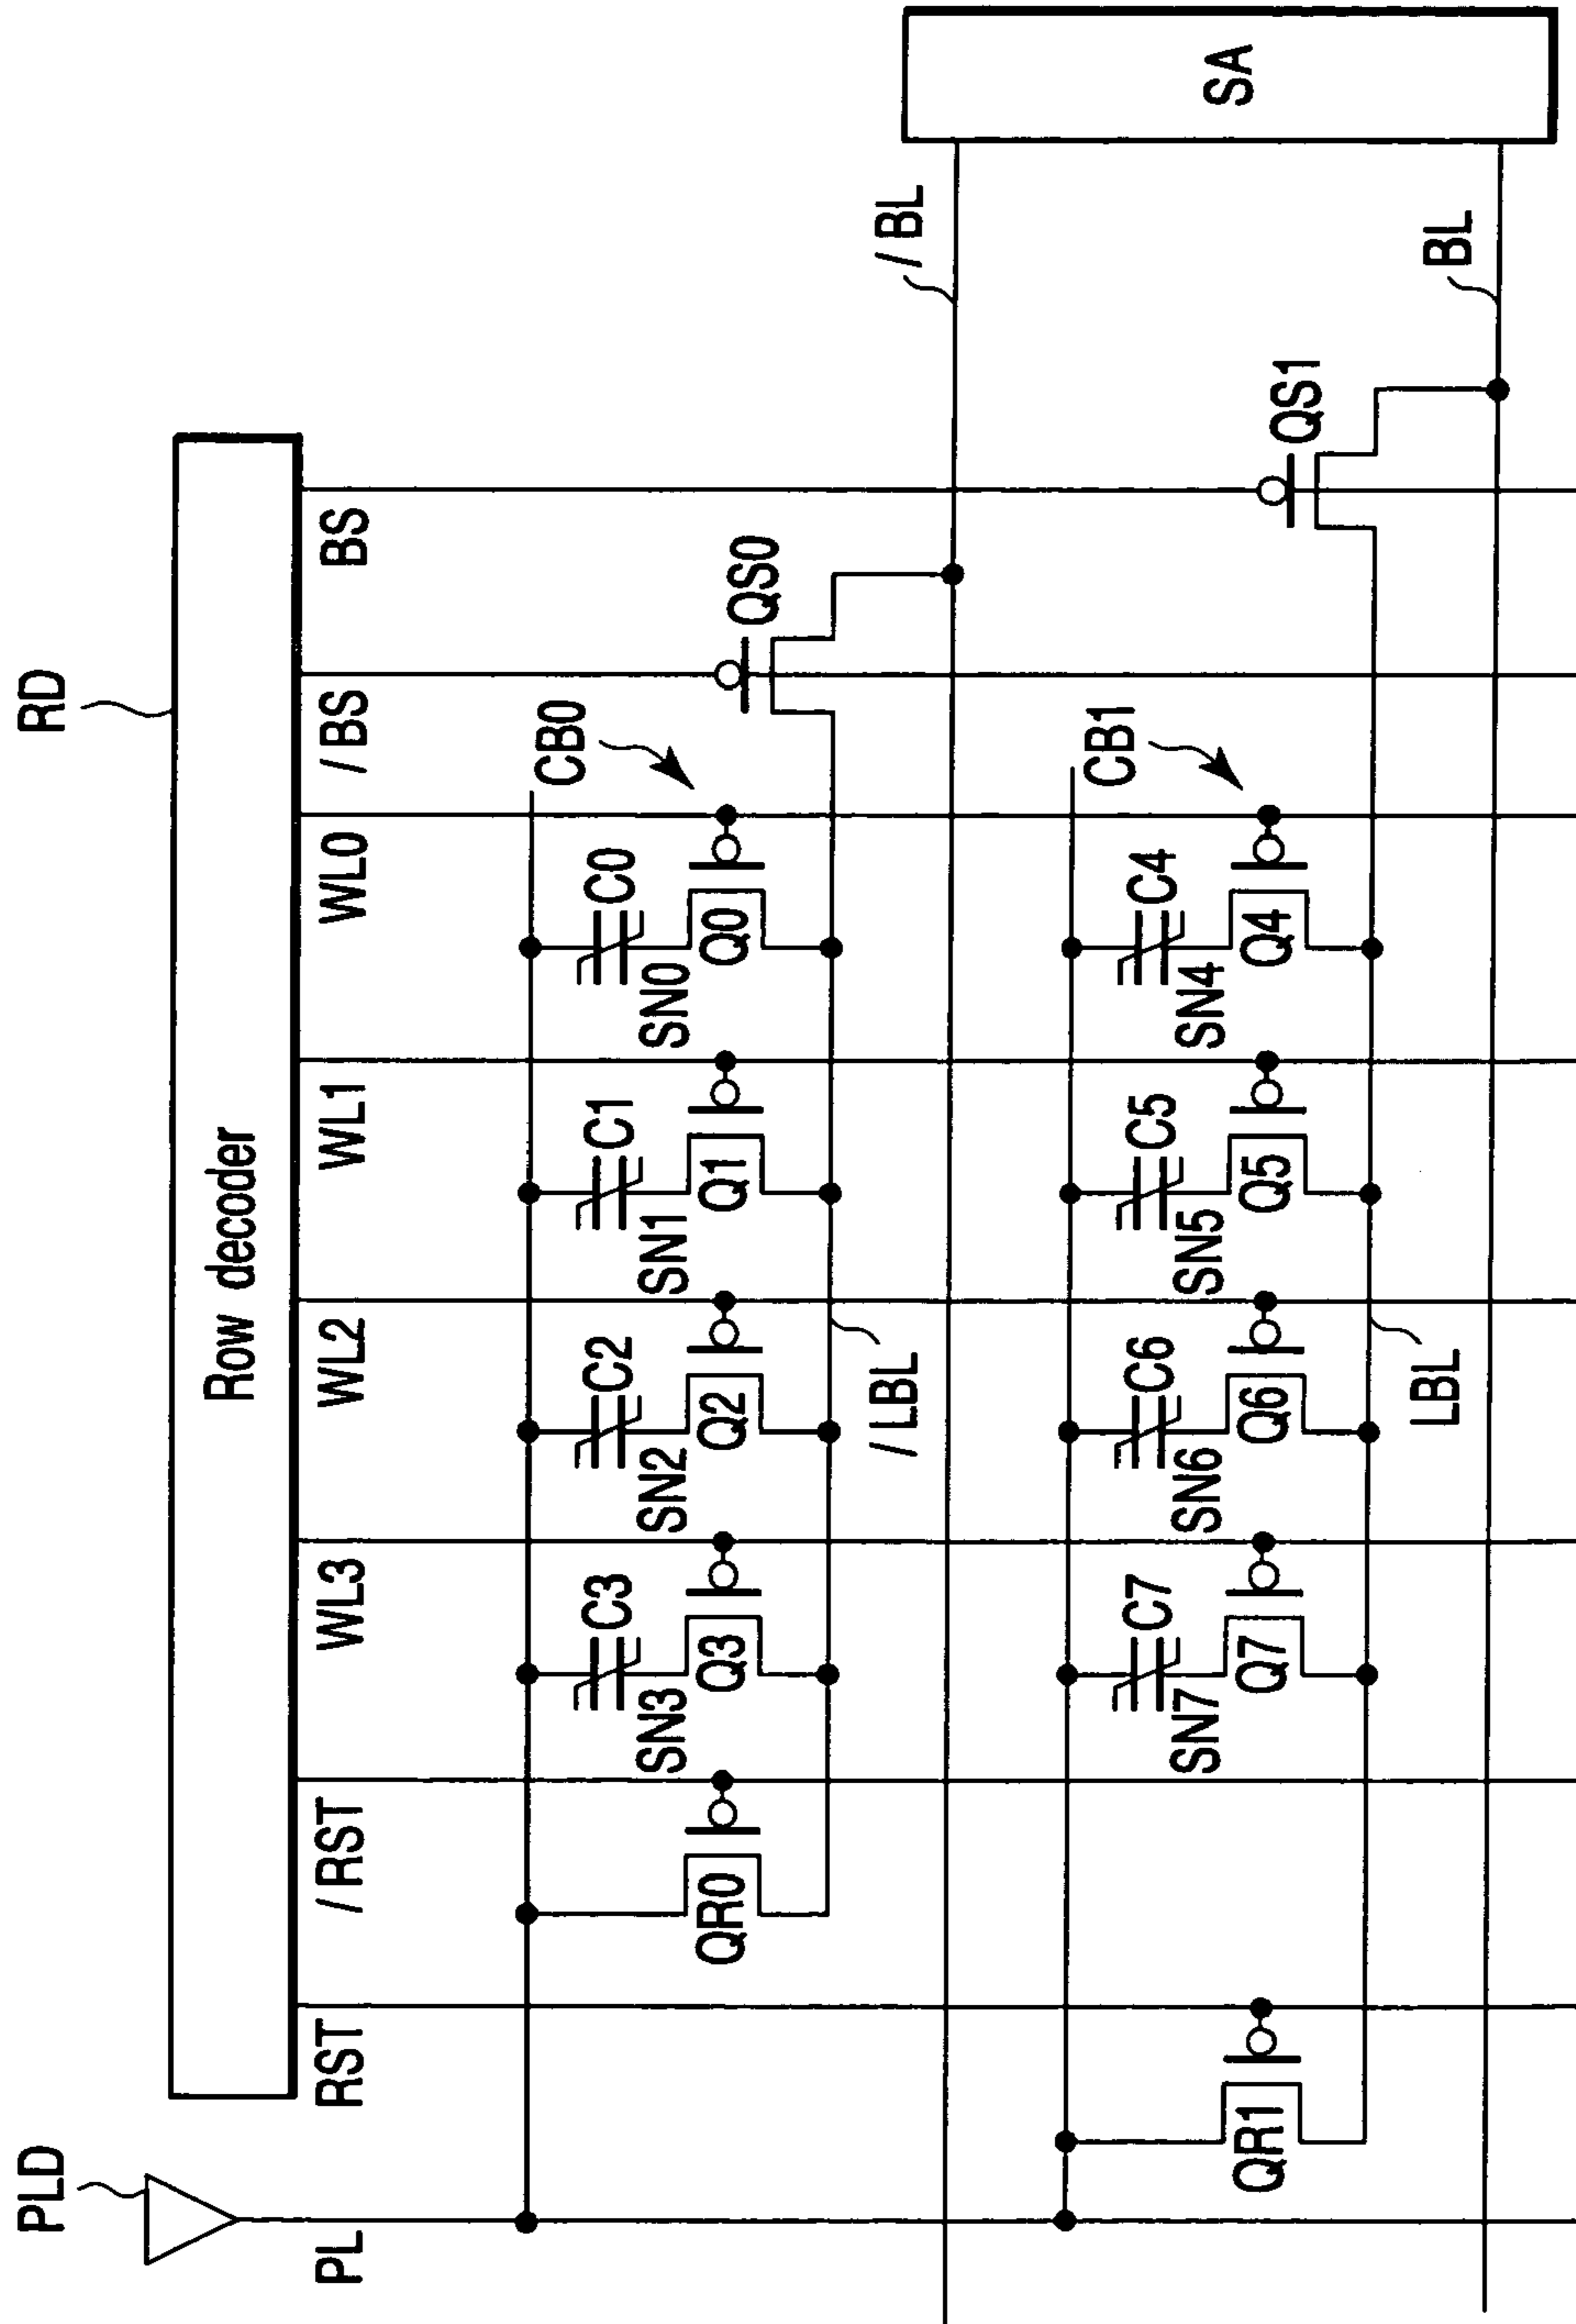 PLD
RD
Row decoder
PL
RST
/RST
WL3
WL2
WL1
WL0
/BS
BS
C3
C2
C1
C0
CB0
SN3
SN2
SN1
SN0
QR0
Q3
Q2
Q1
Q0
QS0
/LBL
/BL
C7
C6
C5
C4
CB1
SN7
SN6
SN5
SN4
QR1
Q7
Q6
Q5
Q4
QS1
LBL
BL
SA